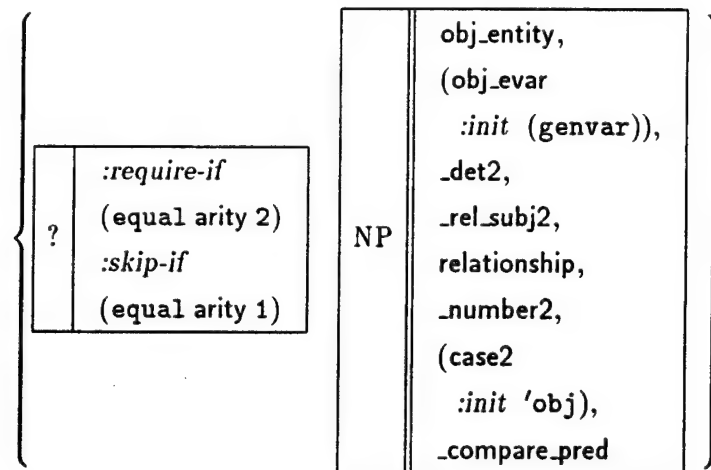 ?
:require-if
(equal arity 2)
:skip-if
(equal arity 1)
NP
obj_entity,
(obj_evar
:init (genvar)),
_det2,
_rel_subj2,
relationship,
_number2,
(case2
:init 'obj),
_compare_pred